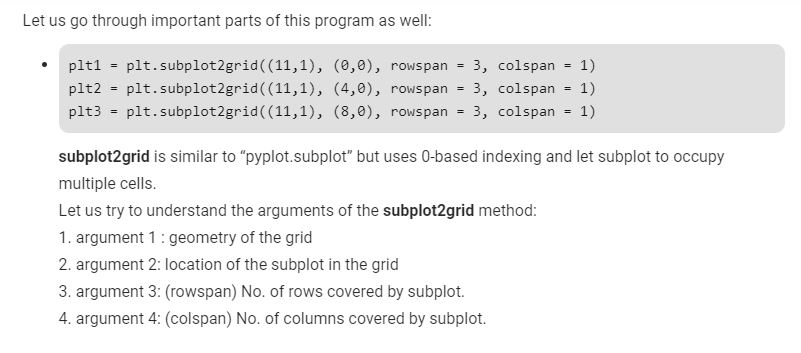 Let us go through important parts of this program as well:
plt1 = plt.subplot2grid((11,1), (0,0), rowspan = 3, colspan = 1)
plt2 = plt.subplot2grid((11,1), (4,0), rowspan = 3, colspan = 1)
plt3 = plt.subplot2grid((11,1), (8,0), rowspan = 3, colspan = 1)
subplot2grid is similar to “pyplot.subplot” but uses 0-based indexing and let subplot to occupy
multiple cells.
Let us try to understand the arguments of the subplot2grid method:
1. argument 1 : geometry of the grid
2. argument 2: location of the subplot in the grid
3. argument 3: (rowspan) No. of rows covered by subplot.
4. argument 4: (colspan) No. of columns covered by subplot.